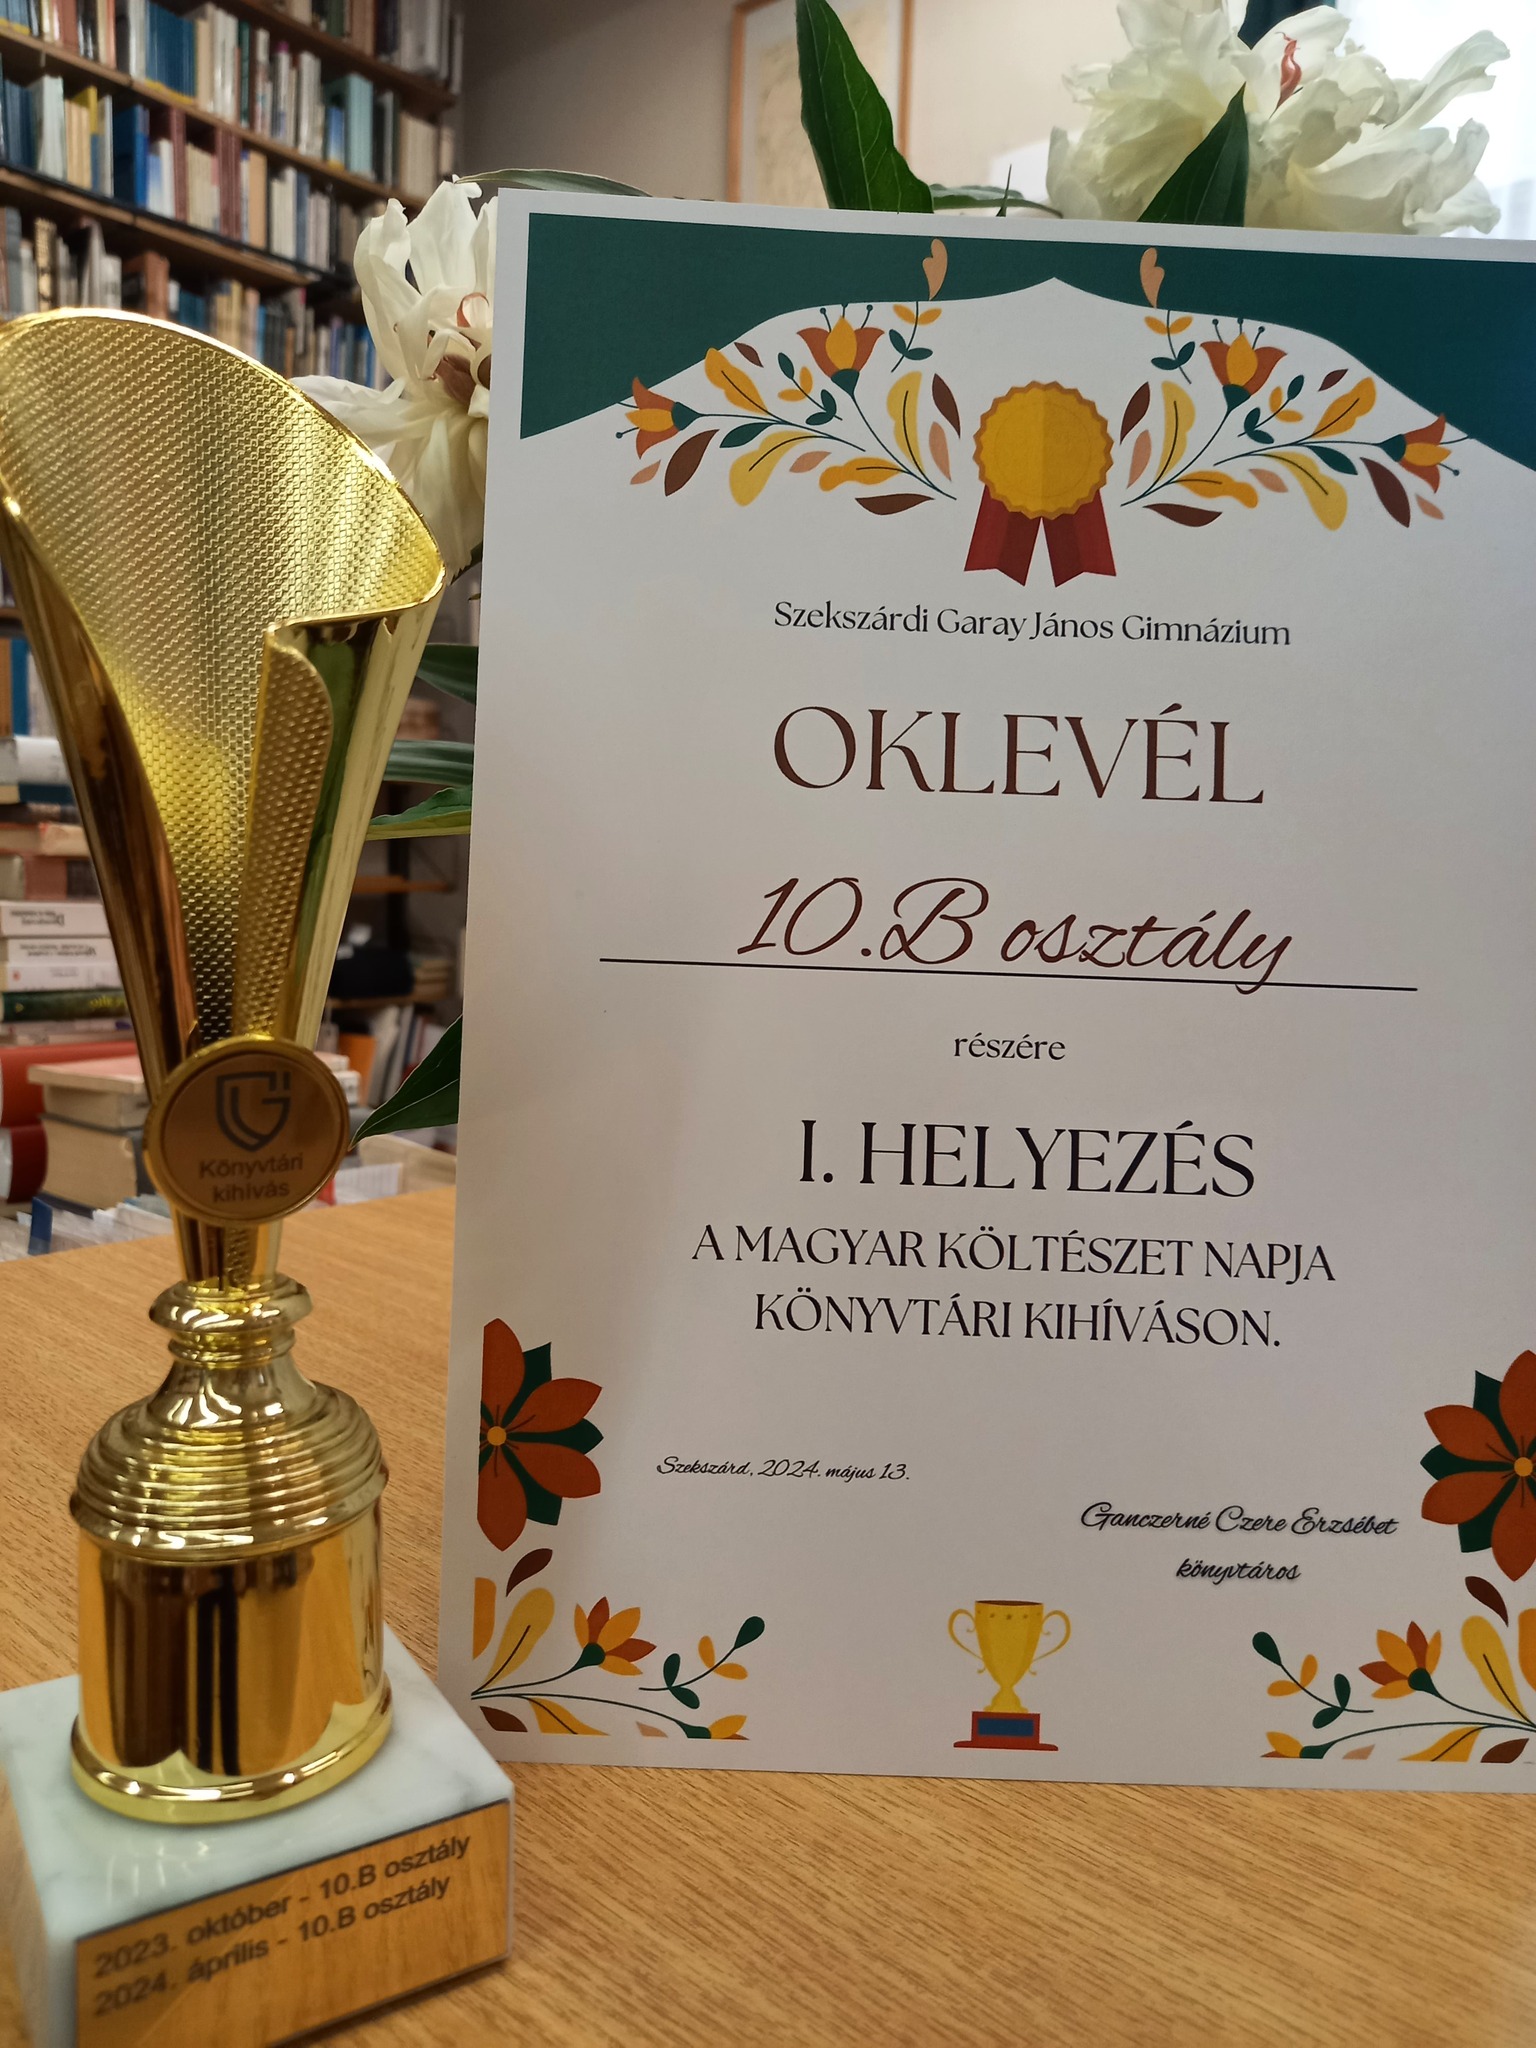 Szekszárdi Garay János Gimnázium
OKLEVÉL
10.B osztály
részére
I. HELYEZÉS
A MAGYAR KÖLTÉSZET NAPJA
KÖNYVTÁRI KIHÍVÁSON.
Szekszárd, 2024. május 13.
Ganczerné Czere Erzsébet
könyvtáros
Könyvtári
kihívás
2023. október - 10.B osztály
2024. április - 10.B osztály